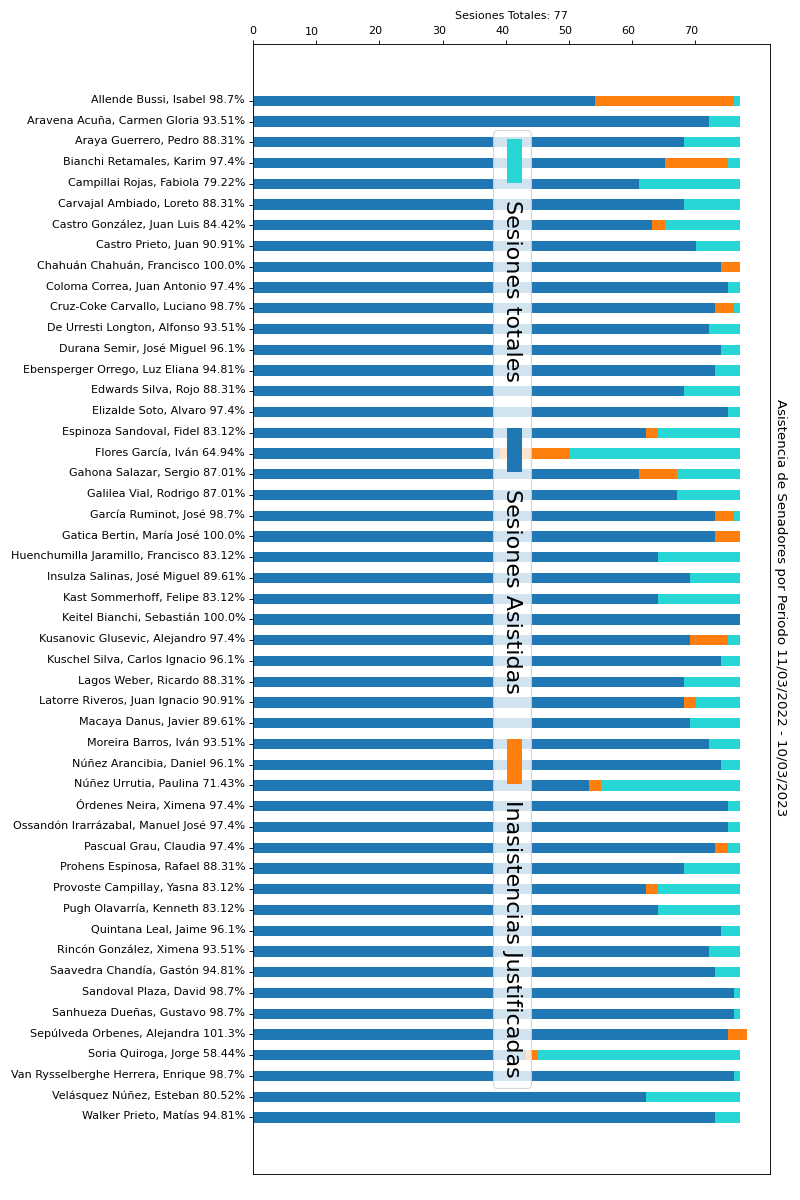 Sesiones Totales: 77
0 10 20 30 40 50 60 70
Allende Bussi, Isabel 98.7%
Aravena Acuña, Carmen Gloria 93.51%
Araya Guerrero, Pedro 88.31%
Bianchi Retamales, Karim 97.4%
Campillai Rojas, Fabiola 79.22%
Carvajal Ambiado, Loreto 88.31%
Castro González, Juan Luis 84.42%
Castro Prieto, Juan 90.91%
Chahuán Chahuán, Francisco 100.0%
Coloma Correa, Juan Antonio 97.4%
Cruz-Coke Carvallo, Luciano 98.7%
De Urresti Longton, Alfonso 93.51%
Durana Semir, José Miguel 96.1%
Ebensperger Orrego, Luz Eliana 94.81%
Edwards Silva, Rojo 88.31%
Elizalde Soto, Alvaro 97.4%
Espinoza Sandoval, Fidel 83.12%
Flores García, Iván 64.94%
Gahona Salazar, Sergio 87.01%
Galilea Vial, Rodrigo 87.01%
García Ruminot, José 98.7%
Gatica Bertin, María José 100.0%
Huenchumilla Jaramillo, Francisco 83.12%
Insulza Salinas, José Miguel 89.61%
Kast Sommerhoff, Felipe 83.12%
Keitel Bianchi, Sebastián 100.0%
Kusanovic Glusevic, Alejandro 97.4%
Kuschel Silva, Carlos Ignacio 96.1%
Lagos Weber, Ricardo 88.31%
Latorre Riveros, Juan Ignacio 90.91%
Macaya Danus, Javier 89.61%
Moreira Barros, Iván 93.51%
Núñez Arancibia, Daniel 96.1%
Núñez Urrutia, Paulina 71.43%
Órdenes Neira, Ximena 97.4%
Ossandón Irarrázabal, Manuel José 97.4%
Pascual Grau, Claudia 97.4%
Prohens Espinosa, Rafael 88.31%
Provoste Campillay, Yasna 83.12%
Pugh Olavarría, Kenneth 83.12%
Quintana Leal, Jaime 96.1%
Rincón González, Ximena 93.51%
Saavedra Chandía, Gastón 94.81%
Sandoval Plaza, David 98.7%
Sanhueza Dueñas, Gustavo 98.7%
Sepúlveda Orbenes, Alejandra 101.3%
Soria Quiroga, Jorge 58.44%
Van Rysselberghe Herrera, Enrique 98.7%
Velásquez Núñez, Esteban 80.52%
Walker Prieto, Matías 94.81%
Sesiones totales
Sesiones Asistidas
Inasistencias Justificadas
Asistencia de Senadores por Periodo 11/03/2022 - 10/03/2023